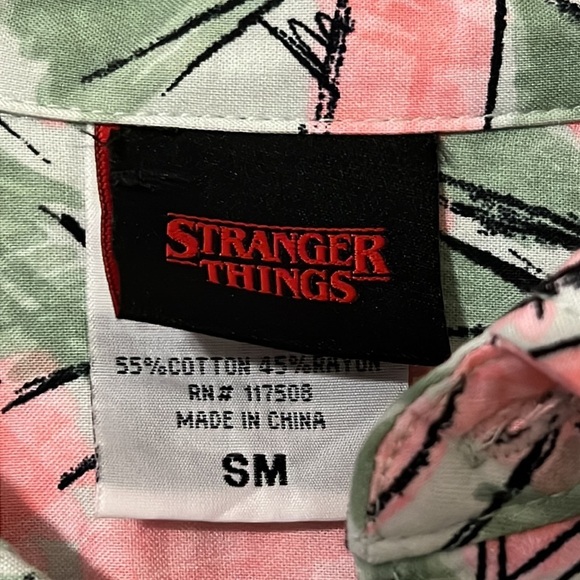 STRANGER
THINGS
55%COTTON 45%RAYON
RN# 117508
MADE IN CHINA
SM